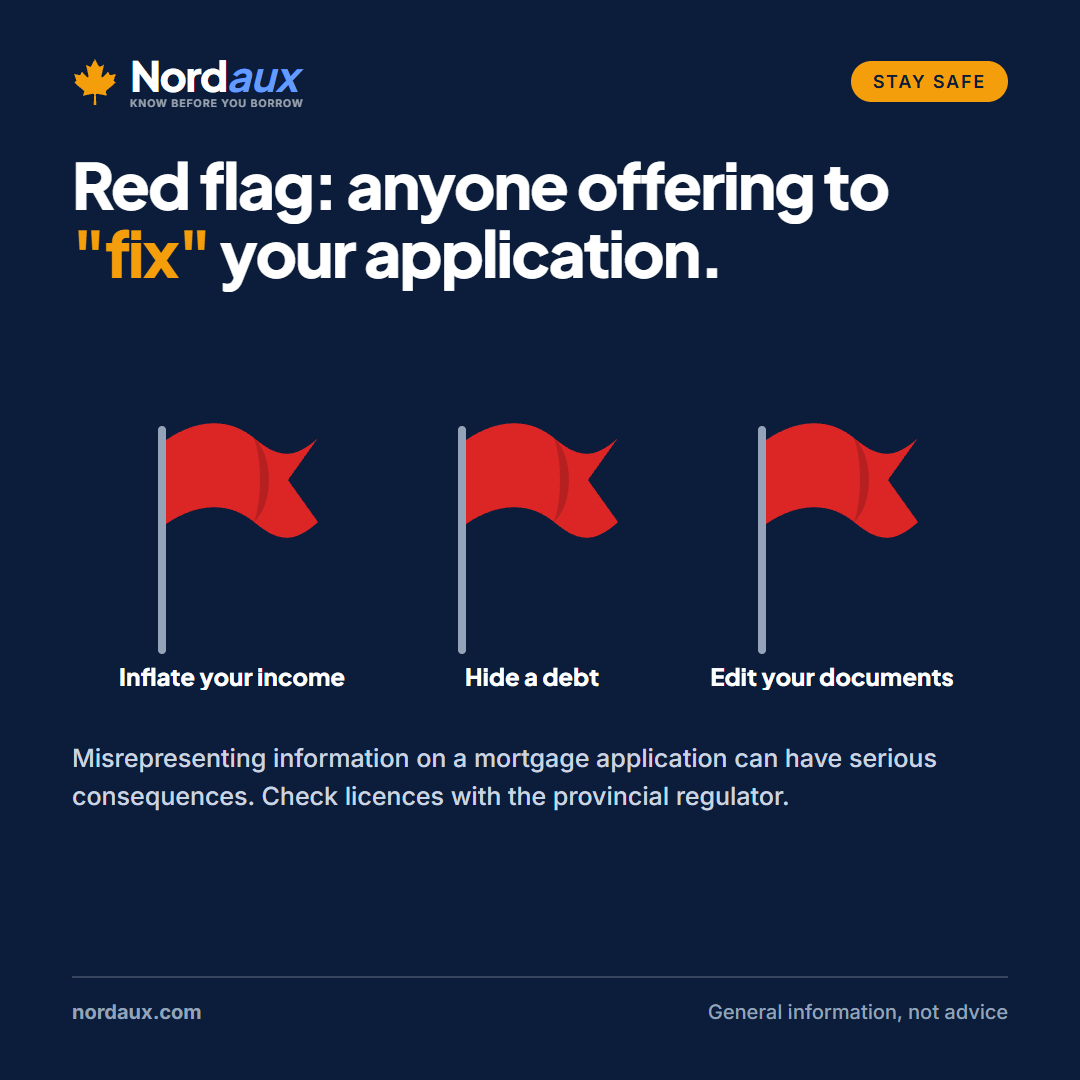 Nordaux
KNOW BEFORE YOU BORROW
STAY SAFE
Red flag: anyone offering to
"fix" your application.
Inflate your income
Hide a debt
Edit your documents
Misrepresenting information on a mortgage application can have serious
consequences. Check licences with the provincial regulator.
nordaux.com
General information, not advice